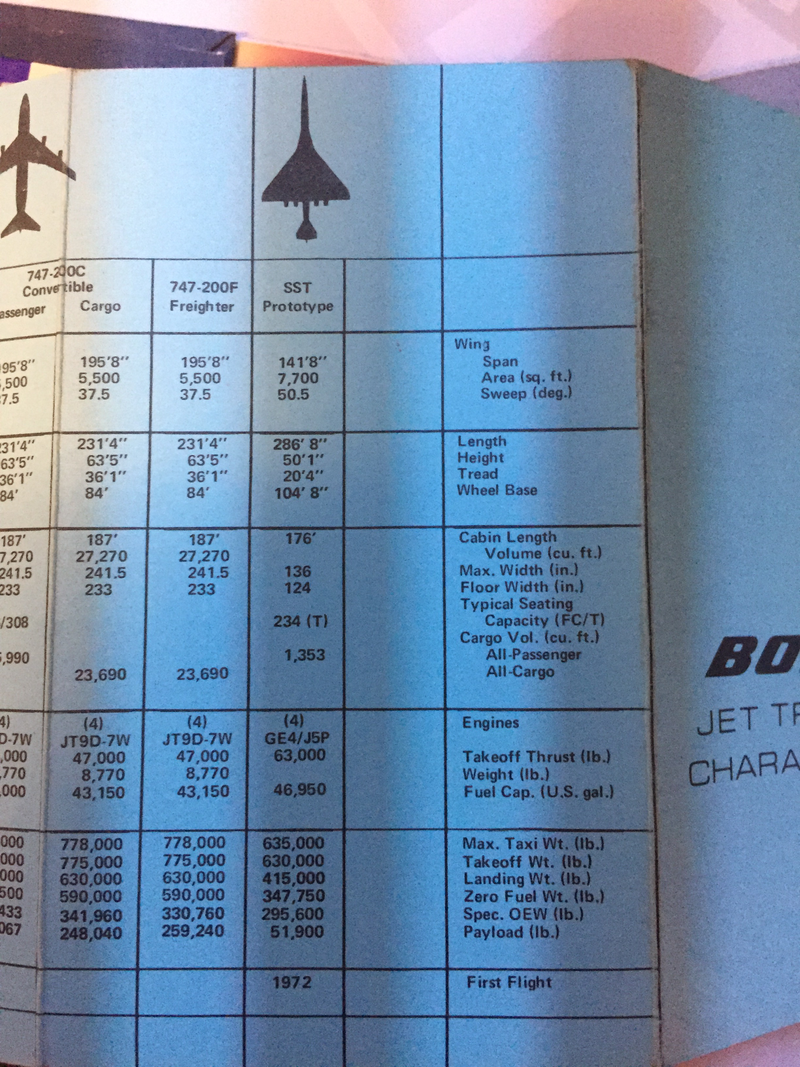 747-200C
Convertible
Cargo
747-200F
Freighter
SST
Prototype
Wing
195'8" 195'8" 141'8" Span
5,500 5,500 7,700 Area (sq. ft.)
37.5 37.5 50.5 Sweep (deg.)
231'4" 231'4" 286' 8" Length
63'5" 63'5" 50'1" Height
36'1" 36'1" 20'4" Tread
84' 84' 84' 104' 8" Wheel Base
187' 187' 187' 176' Cabin Length
27,270 27,270 Volume (cu. ft.)
241.5 241.5 241.5 136 Max. Width (in.)
233 233 233 124 Floor Width (in.)
Typical Seating
/308 234 (T) Capacity (FC/T)
Cargo Vol. (cu. ft.)
1,353 All-Passenger
23,690 23,690 All-Cargo
(4) (4) (4) Engines
JT9D-7W JT9D-7W GE4/J5P
47,000 47,000 63,000 Takeoff Thrust (lb.)
8,770 8,770 Weight (lb.)
43,150 43,150 46,950 Fuel Cap. (U.S. gal.)
778,000 778,000 635,000 Max. Taxi Wt. (lb.)
775,000 775,000 630,000 Takeoff Wt. (lb.)
630,000 630,000 415,000 Landing Wt. (lb.)
590,000 590,000 347,750 Zero Fuel Wt. (lb.)
341,960 330,760 295,600 Spec. OEW (lb.)
248,040 259,240 51,900 Payload (lb.)
1972 First Flight
BO
JET TR
CHARA